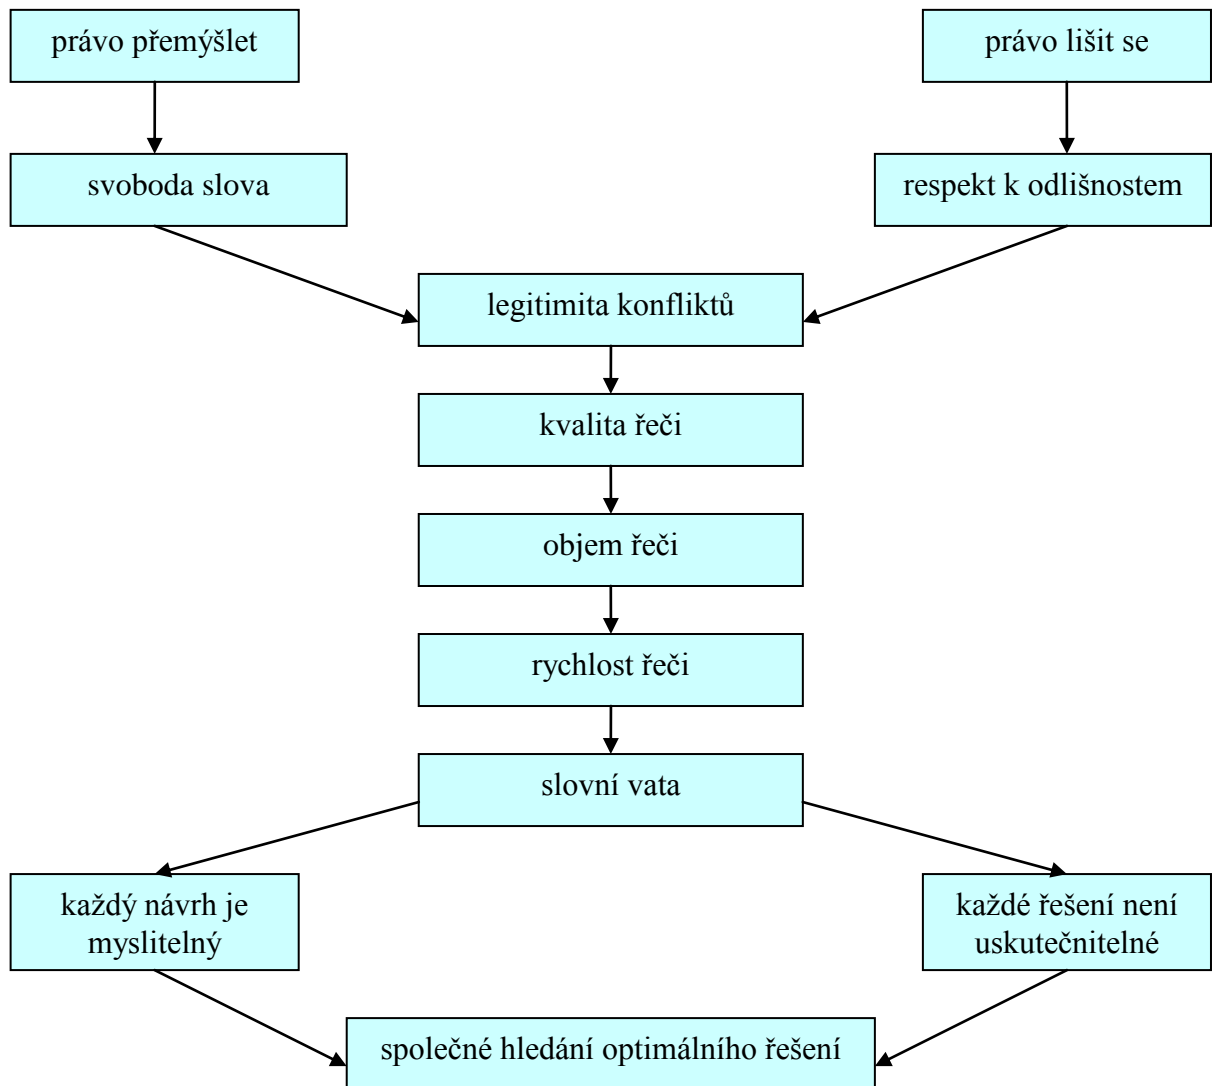 právo přemýšlet
právo lišit se
svoboda slova
respekt k odlišnostem
legitimita konfliktů
kvalita řeči
objem řeči
rychlost řeči
slovní vata
každý návrh je
myslitelný
každé řešení není
uskutečnitelné
společné hledání optimálního řešení